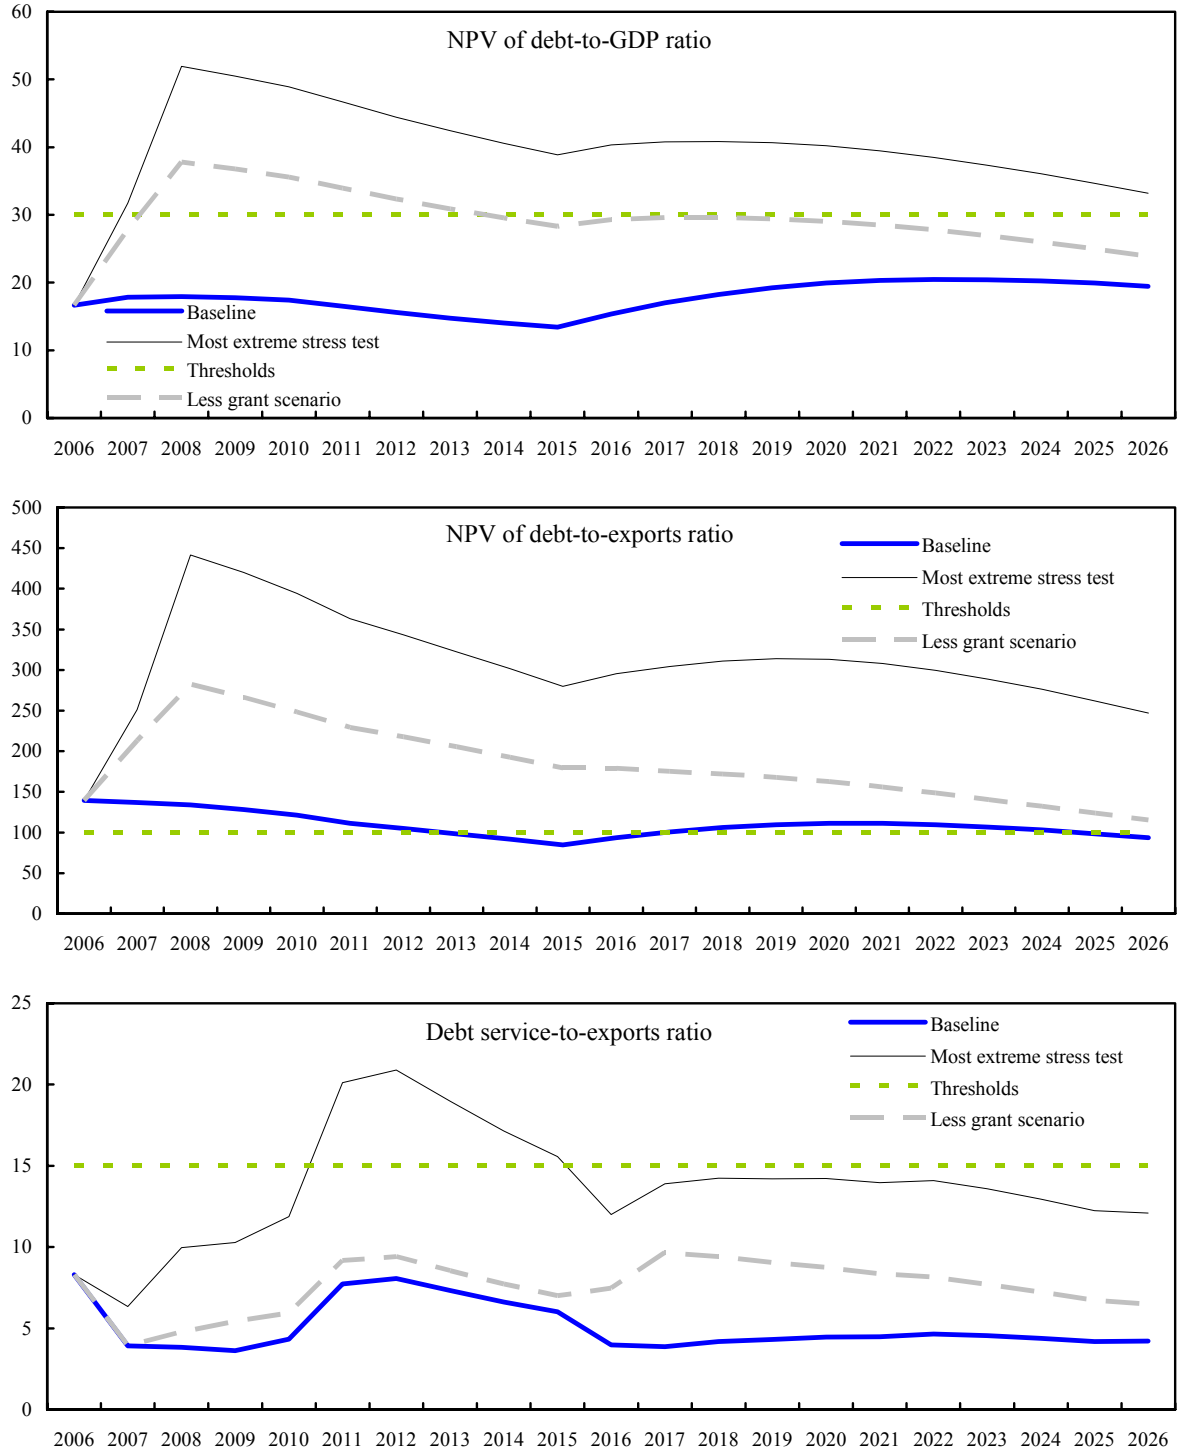 60
NPV of debt-to-GDP ratio
50
40
30
20
Baseline
Most extreme stress test
10
Thresholds
Less grant scenario
0
2006 2007 2008 2009 2010 2011 2012 2013 2014 2015 2016 2017 2018 2019 2020 2021 2022 2023 2024 2025 2026
500
NPV of debt-to-exports ratio
Baseline
450
Most extreme stress test
400
Thresholds
350
Less grant scenario
300
250
200
150
100
50
0
2006 2007 2008 2009 2010 2011 2012 2013 2014 2015 2016 2017 2018 2019 2020 2021 2022 2023 2024 2025 2026
25
Debt service-to-exports ratio
Baseline
Most extreme stress test
20
Thresholds
Less grant scenario
15
10
5
0
2006 2007 2008 2009 2010 2011 2012 2013 2014 2015 2016 2017 2018 2019 2020 2021 2022 2023 2024 2025 2026